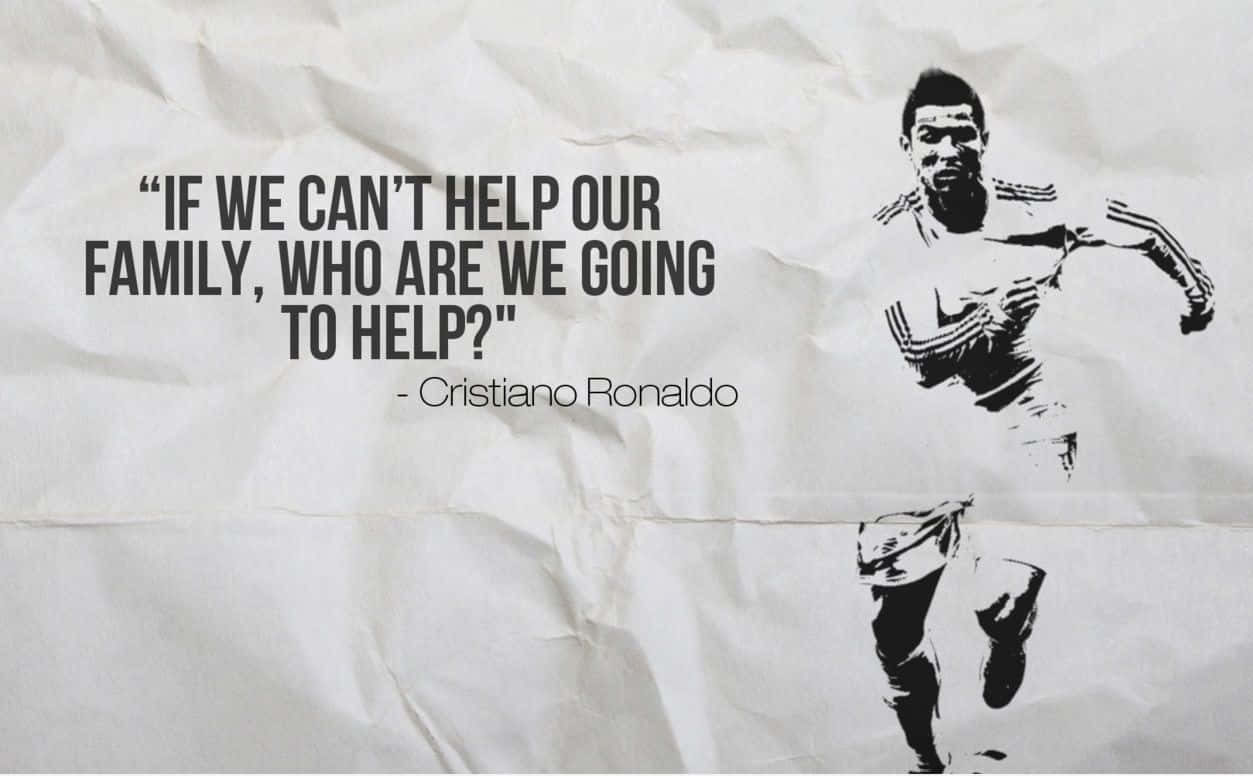 “IF WE CAN’T HELP OUR
FAMILY, WHO ARE WE GOING
TO HELP?"
- Cristiano Ronaldo